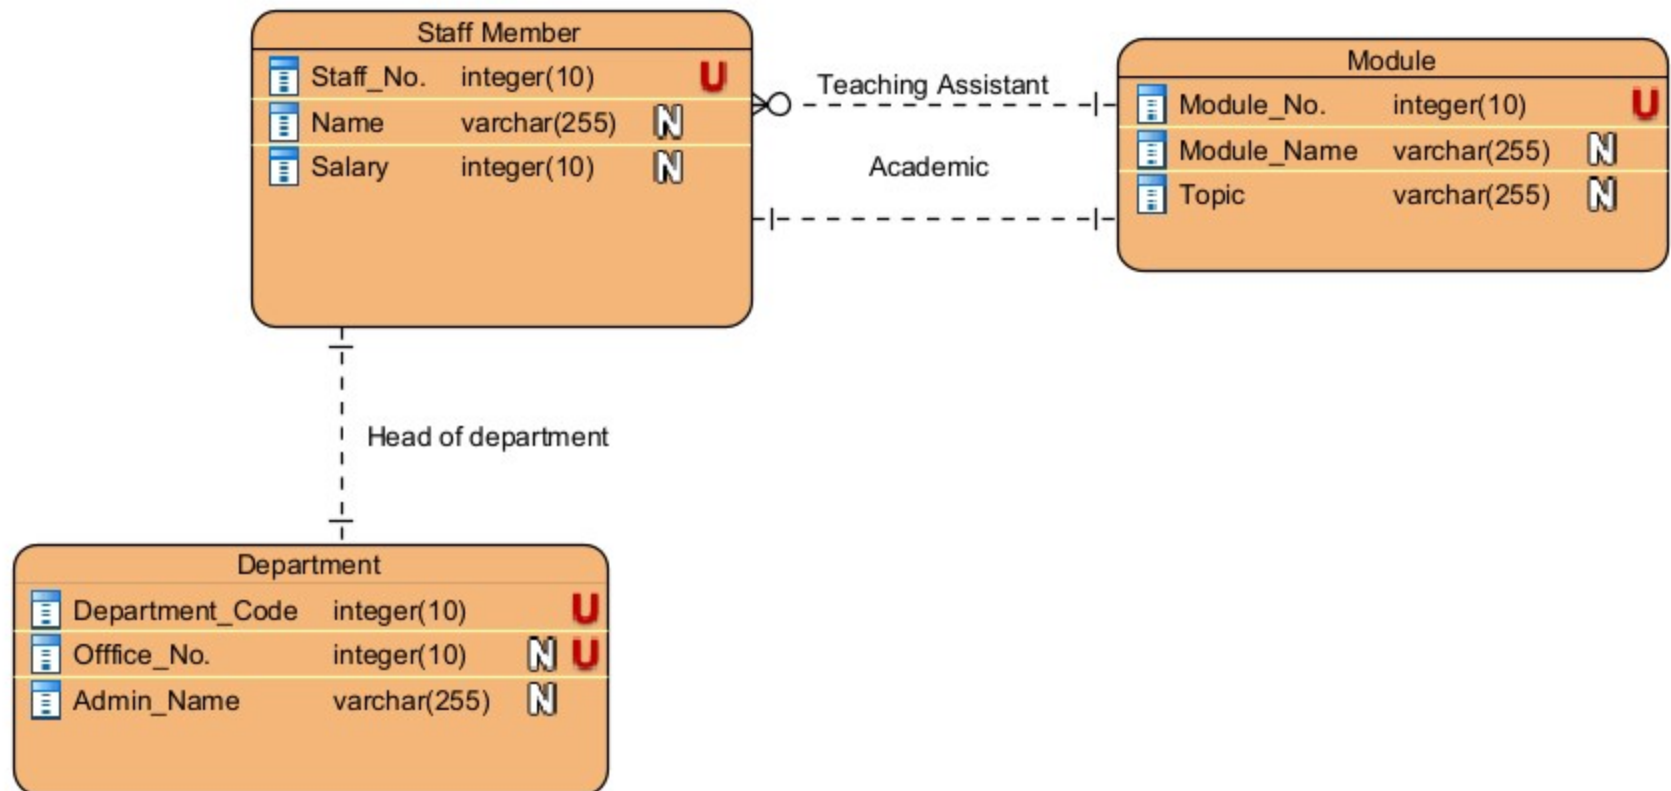 Staff Member
Staff_No. integer(10) U
Name varchar(255) N
Salary integer(10) N
Teaching Assistant
Academic
Module
Module_No. integer(10) U
Module_Name varchar(255) N
Topic varchar(255) N
Head of department
Department
Department_Code integer(10) U
Offfice_No. integer(10) N U
Admin_Name varchar(255) N